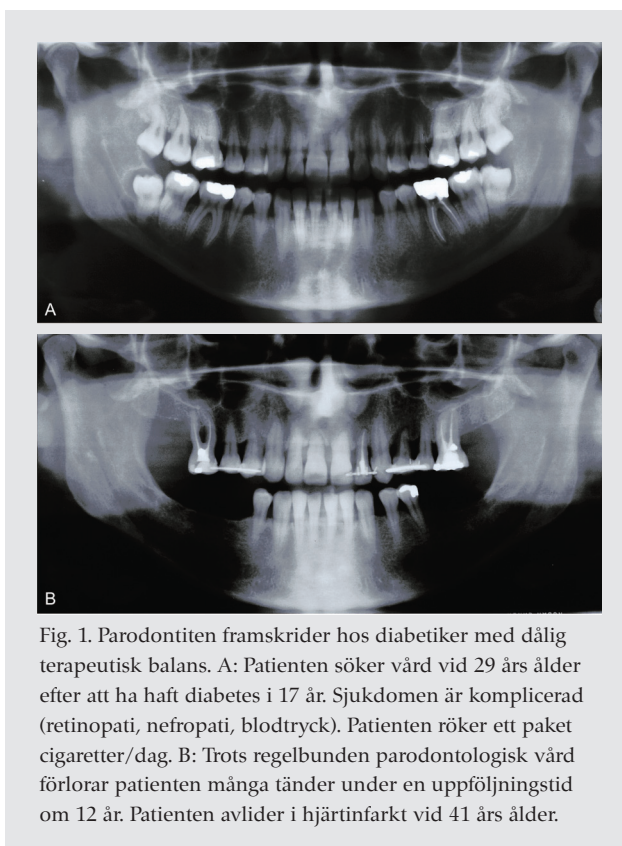 A
B
Fig. 1. Parodontiten framskrider hos diabetiker med dålig
terapeutisk balans. A: Patienten söker vård vid 29 års ålder
efter att ha haft diabetes i 17 år. Sjukdomen är komplicerad
(retinopati, nefropati, blodtryck). Patienten röker ett paket
cigaretter/dag. B: Trots regelbunden parodontologisk vård
förlorar patienten många tänder under en uppföljningstid
om 12 år. Patienten avlider i hjärtinfarkt vid 41 års ålder.